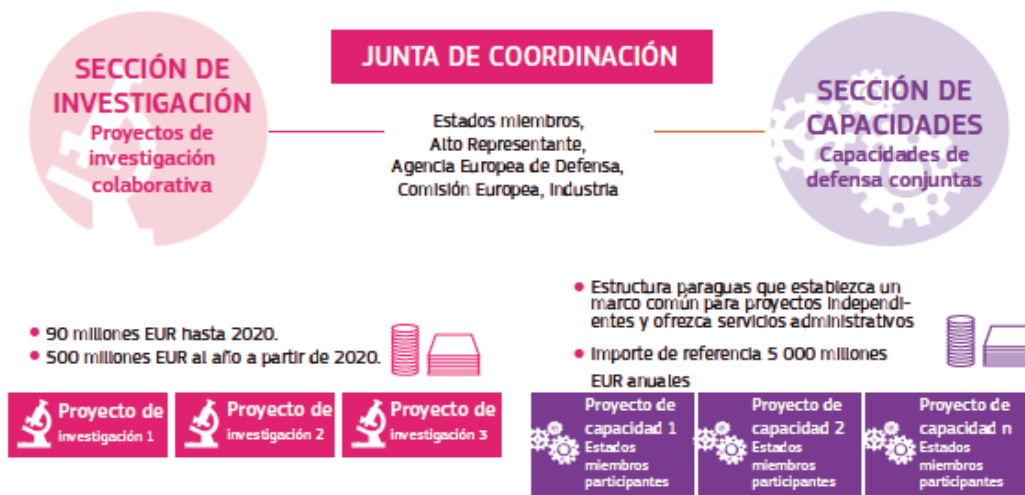 SECCIÓN DE
INVESTIGACIÓN
Proyectos de
investigación
colaborativa
JUNTA DE COORDINACIÓN
Estados miembros,
Alto Representante,
Agencia Europea de Defensa,
Comisión Europea, Industria
SECCIÓN DE
CAPACIDADES
Capacidades de
defensa conjuntas
• 90 millones EUR hasta 2020.
• 500 millones EUR al año a partir de 2020.
• Estructura paraguas que establezca un
marco común para proyectos independi-
entes y ofrezca servicios administrativos
• Importe de referencia 5 000 millones
EUR anuales
Proyecto de
investigación 1
Proyecto de
investigación 2
Proyecto de
investigación 3
Proyecto de
capacidad 1
Estados
miembros
participantes
Proyecto de
capacidad 2
Estados
miembros
participantes
Proyecto de
capacidad n
Estados
miembros
participantes